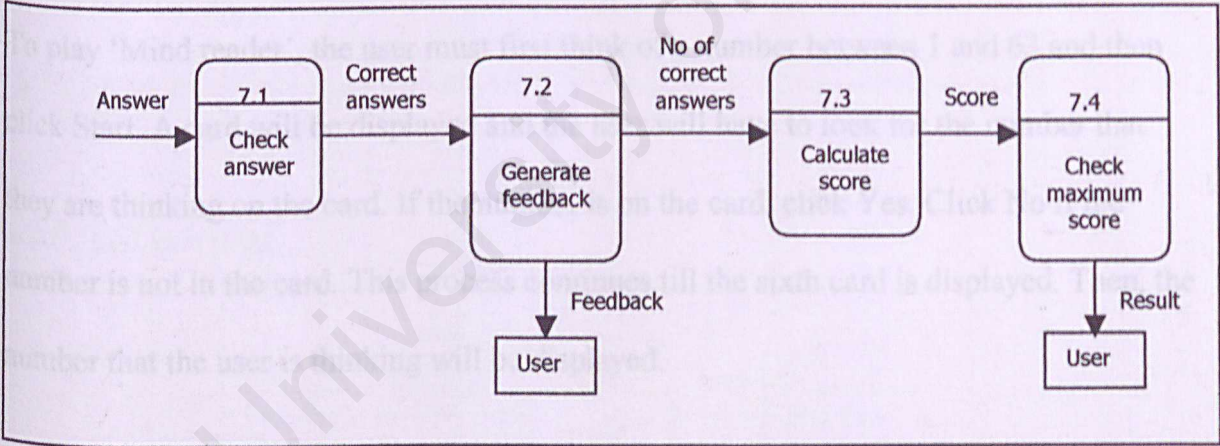 To play 'Mind reader', the user must first think of a number between 1 and 63 and then
click Start. A card will be displayed and the user will have to look for the number that
they are thinking on the card. If the number is on the card, click Yes. Click No if the
number is not in the card. This process continues till the sixth card is displayed. Then, the
number that the user is thinking will be displayed.
Answer
7.1
Check
answer
Correct
answers
7.2
Generate
feedback
No of
correct
answers
7.3
Calculate
score
Score
7.4
Check
maximum
score
Feedback
User
Result
User
University of